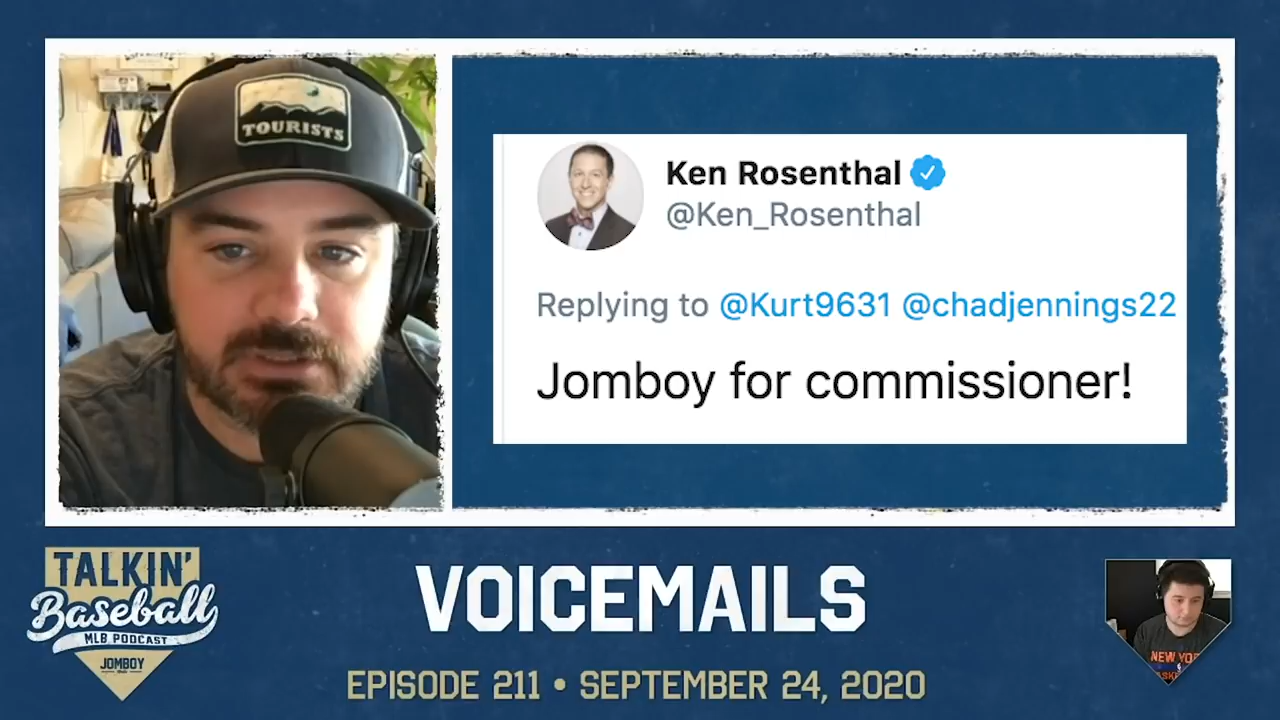 TOURISTS
Ken Rosenthal
@Ken_Rosenthal
Replying to @Kurt9631 @chadjennings22
Jomboy for commissioner!
TALKIN'
Baseball
MLB PODCAST
JOMBOY
VOICEMAILS
EPISODE 211 • SEPTEMBER 24, 2020
NEW YO